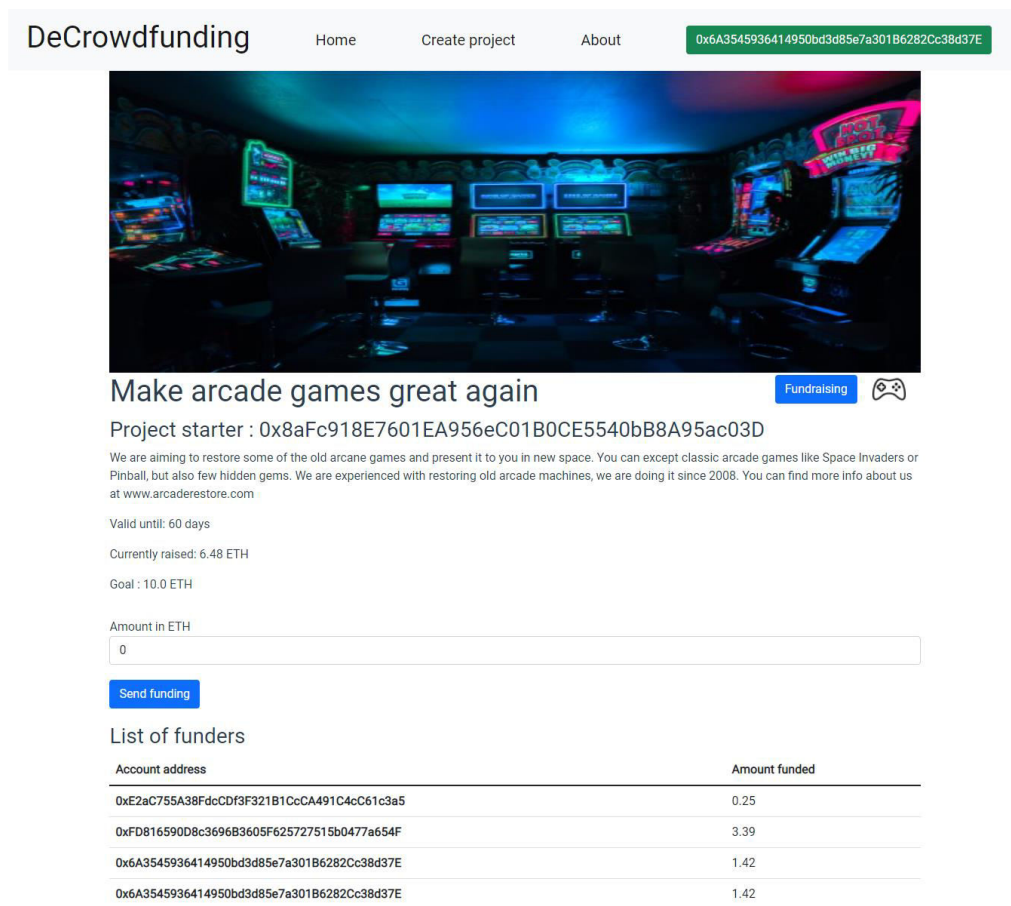 DeCrowdfunding Home Create project About 0x6A3545936414950bd3d85e7a301B6282Cc38d37E
HOT
SPOT
WIN BIG
MONEY!
Make arcade games great again Fundraising
Project starter : 0x8aFc918E7601EA956eC01B0CE5540bB8A95ac03D
We are aiming to restore some of the old arcane games and present it to you in new space. You can except classic arcade games like Space Invaders or
Pinball, but also few hidden gems. We are experienced with restoring old arcade machines, we are doing it since 2008. You can find more info about us
at www.arcaderestore.com
Valid until: 60 days
Currently raised: 6.48 ETH
Goal : 10.0 ETH
Amount in ETH
0
Send funding
List of funders
Account address Amount funded
0xE2aC755A38FdcCDf3F321B1CcCA491C4cC61c3a5 0.25
0xFD816590D8c3696B3605F625727515b0477a654F 3.39
0x6A3545936414950bd3d85e7a301B6282Cc38d37E 1.42
0x6A3545936414950bd3d85e7a301B6282Cc38d37E 1.42